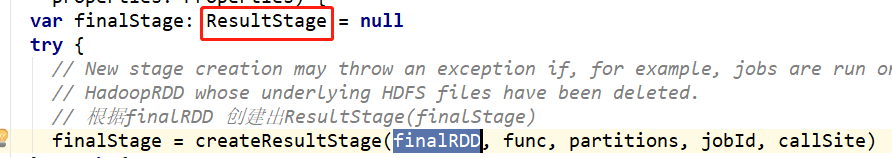 var finalStage: ResultStage = null
try {
// New stage creation may throw an exception if, for example, jobs are run on
// HadoopRDD whose underlying HDFS files have been deleted.
// 根据finalRDD 创建出ResultStage(finalStage)
finalStage = createResultStage(finalRDD, func, partitions, jobId, callSite)